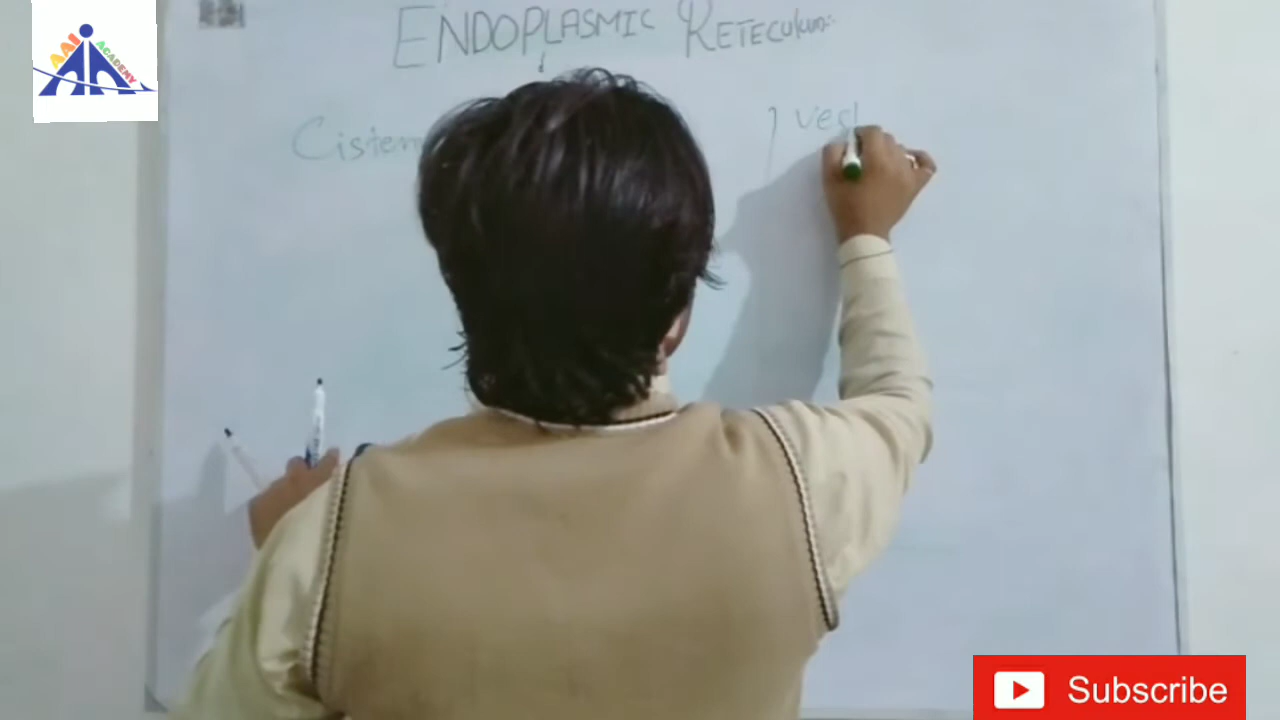 AAI ACADEMY
ENDOPLASMIC RETECULUM:-
Cistern
vesi
Subscribe